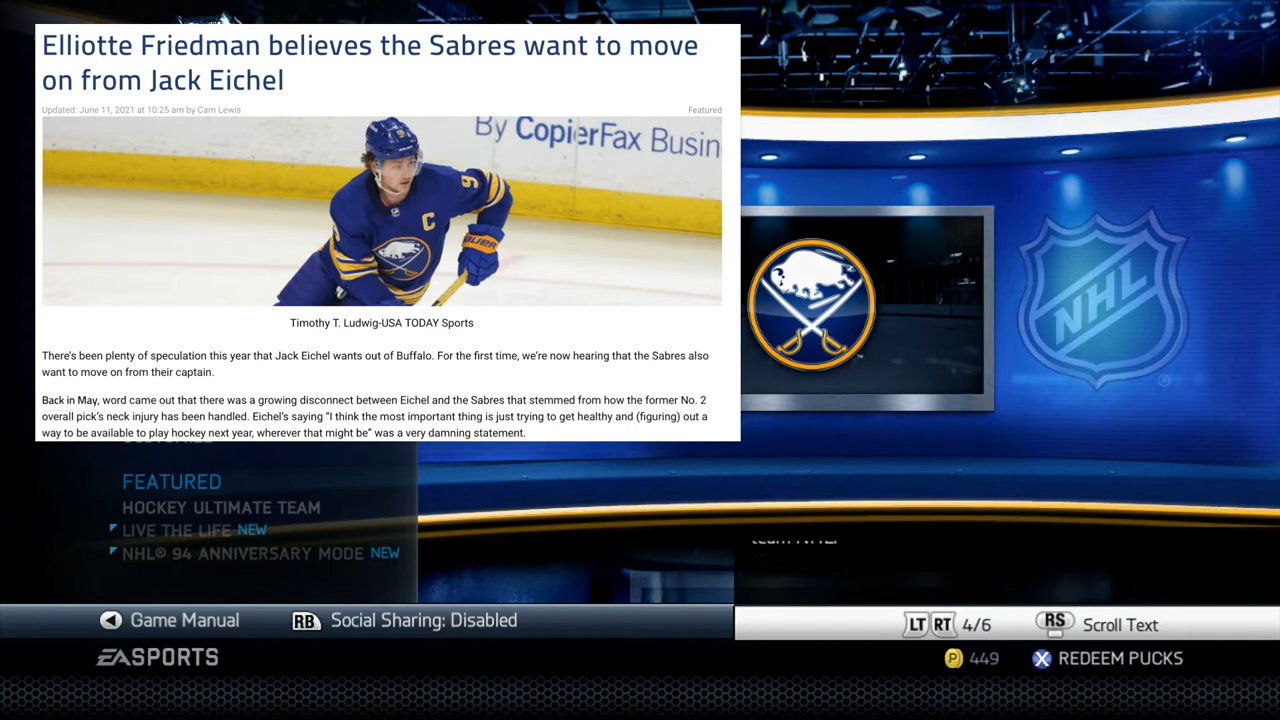 Elliotte Friedman believes the Sabres want to move
on from Jack Eichel
Updated: June 11, 2021 at 10:25 am by Cam Lewis
Featured
By CopierFax Busin
9
C
BAUER
Timothy T. Ludwig-USA TODAY Sports
There's been plenty of speculation this year that Jack Eichel wants out of Buffalo. For the first time, we're now hearing that the Sabres also
want to move on from their captain.
Back in May, word came out that there was a growing disconnect between Eichel and the Sabres that stemmed from how the former No. 2
overall pick's neck injury has been handled. Eichel's saying “I think the most important thing is just trying to get healthy and (figuring) out a
way to be available to play hockey next year, wherever that might be” was a very damning statement.
NHL
®
™
FEATURED
HOCKEY ULTIMATE TEAM
LIVE THE LIFE NEW
NHL® 94 ANNIVERSARY MODE NEW
Game Manual
RB Social Sharing: Disabled
LT RT 4/6
RS Scroll Text
EA SPORTS
P 449
X REDEEM PUCKS